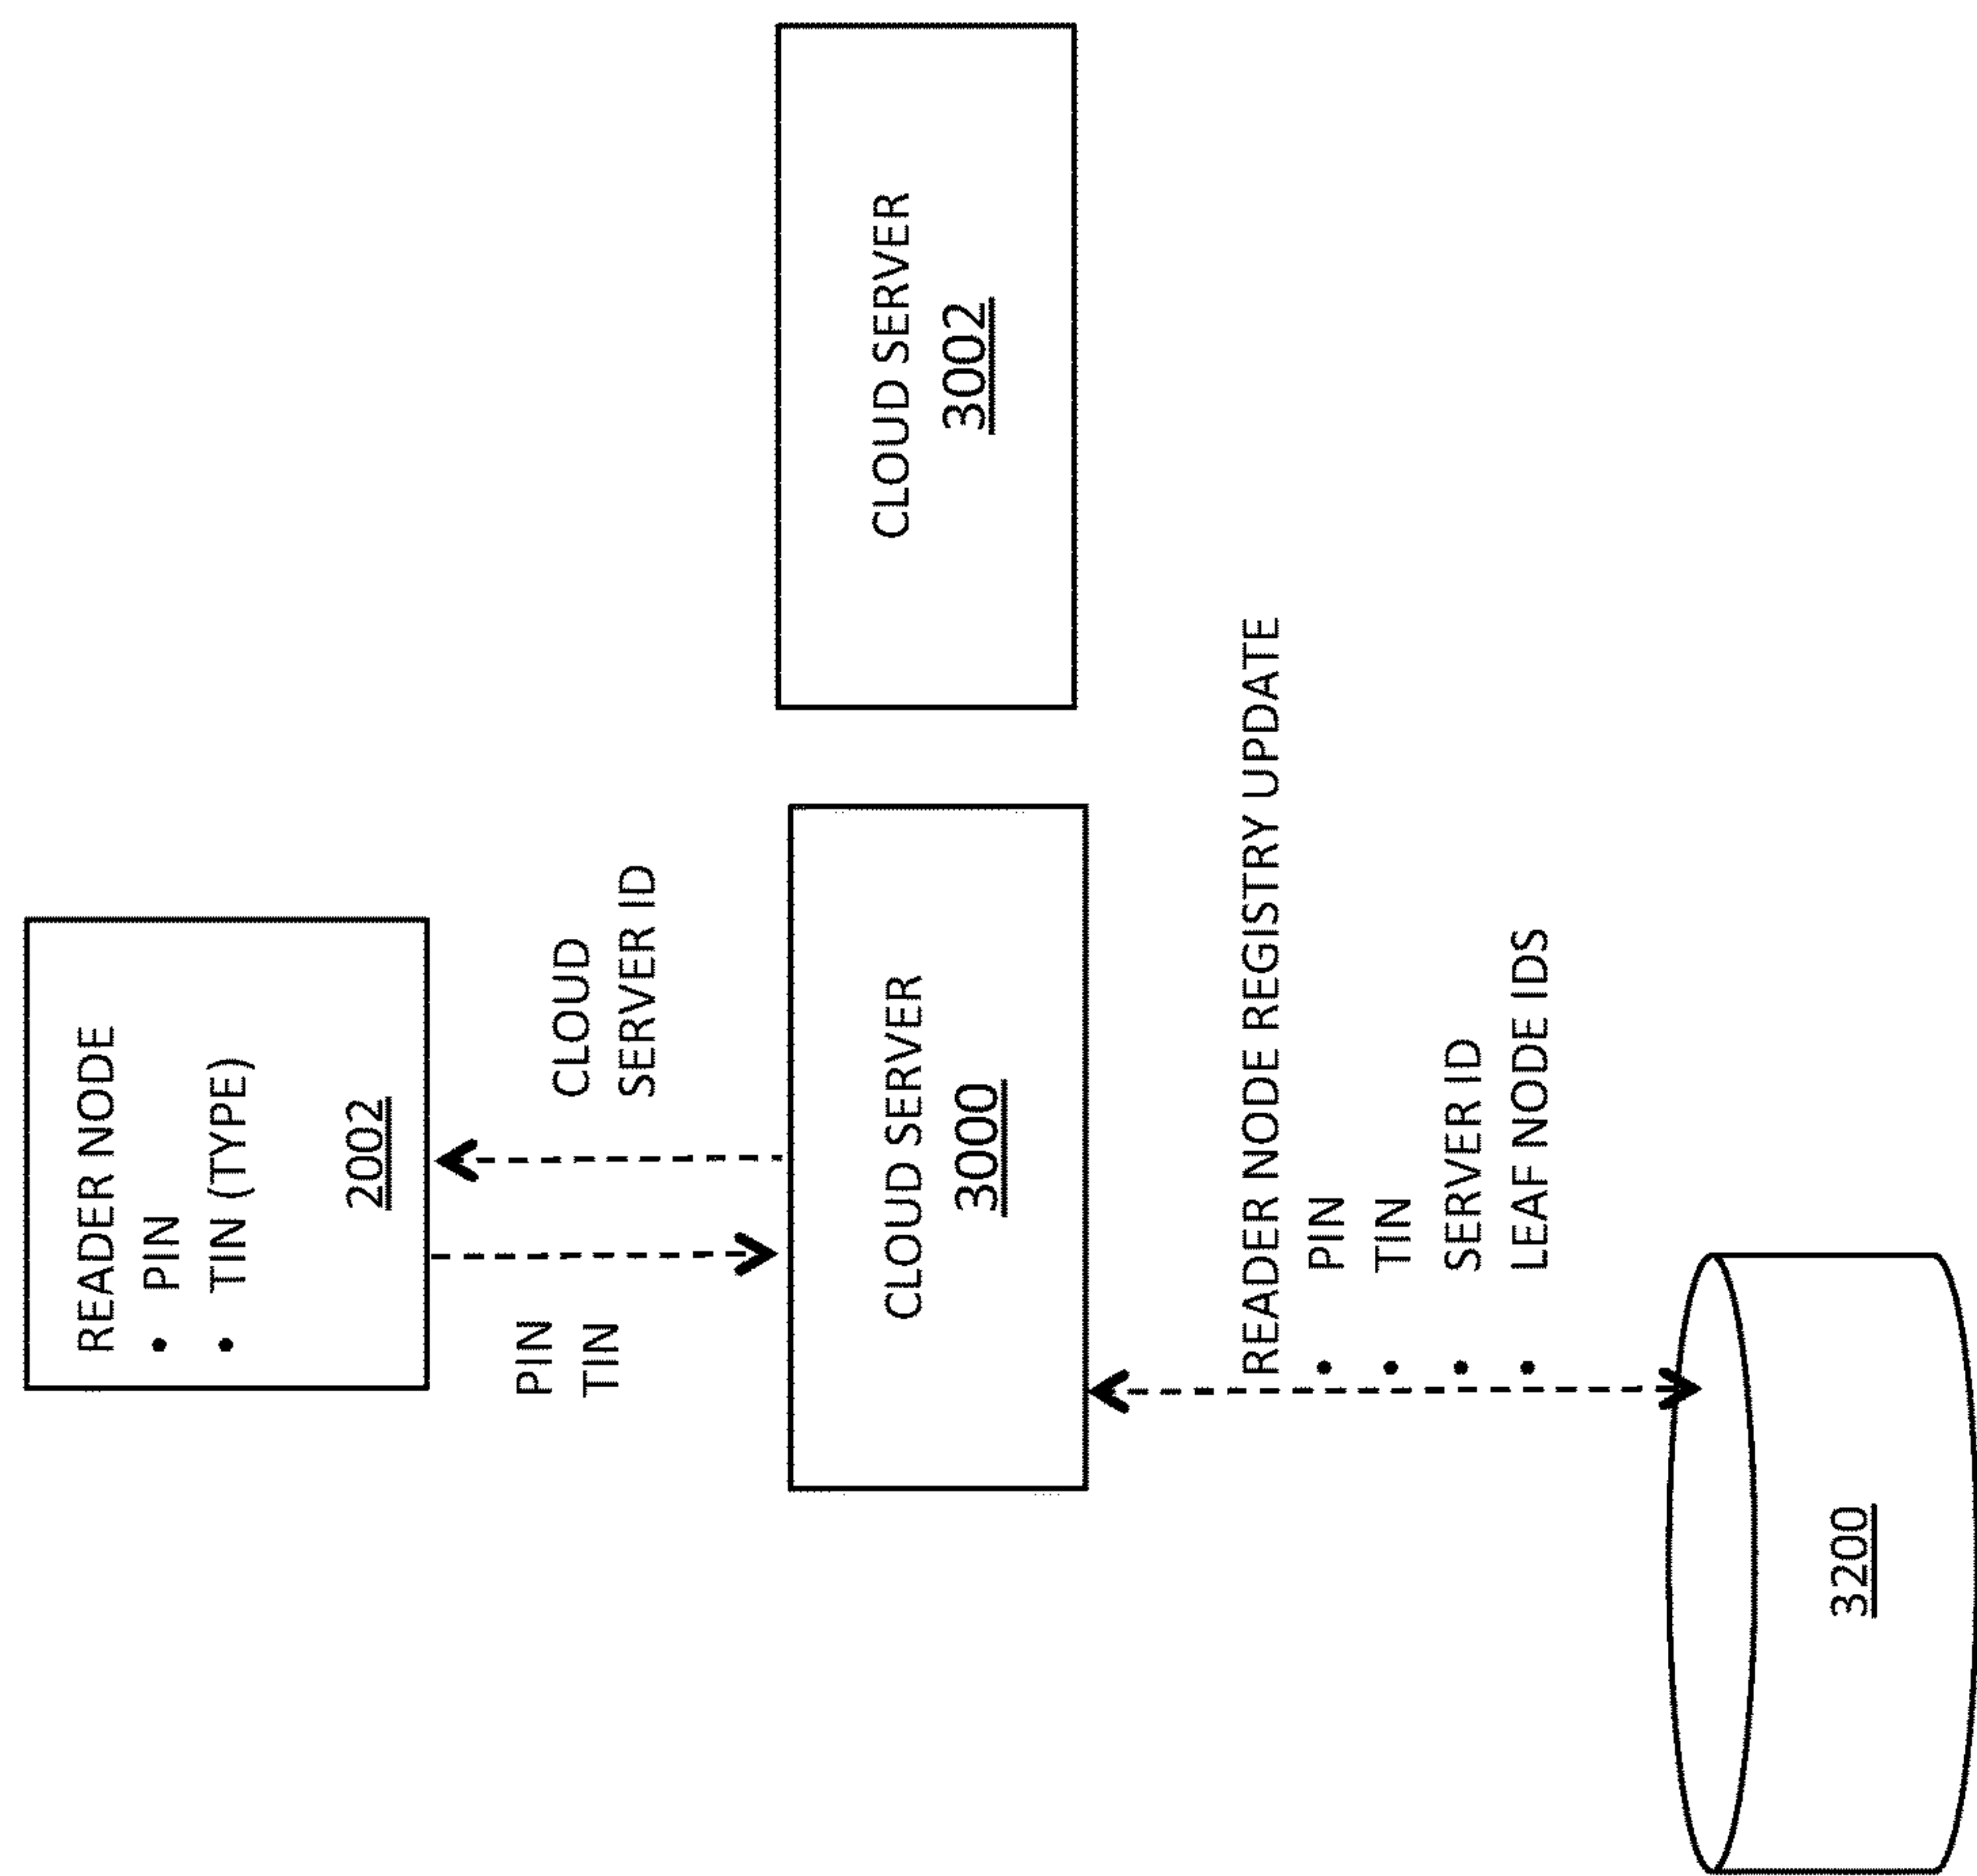 READER NODE
• PIN
• TIN (TYPE)
2002
PIN
TIN
CLOUD
SERVER ID
CLOUD SERVER
3000
CLOUD SERVER
3002
READER NODE REGISTRY UPDATE
• PIN
• TIN
• SERVER ID
• LEAF NODE IDS
3200